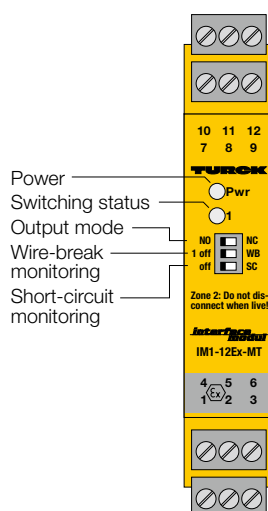 10 11 12
7 8 9
TURCK
Power
Pwr
Switching status
1
Output mode
NO NC
Wire-break monitoring
1 off WB
Short-circuit monitoring
off SC
Zone 2: Do not dis-
connect when live!
interface
modul
IM1-12Ex-MT
4 5 6
Ex
1 2 3